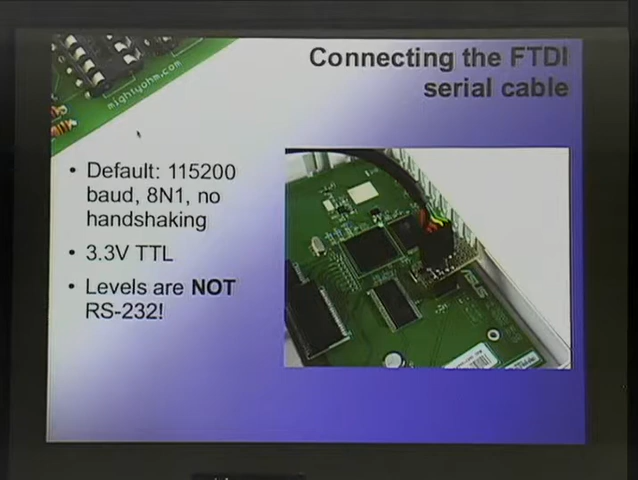 mightyohm.com
Connecting the FTDI
serial cable
• Default: 115200
baud, 8N1, no
handshaking
• 3.3V TTL
• Levels are NOT
RS-232!